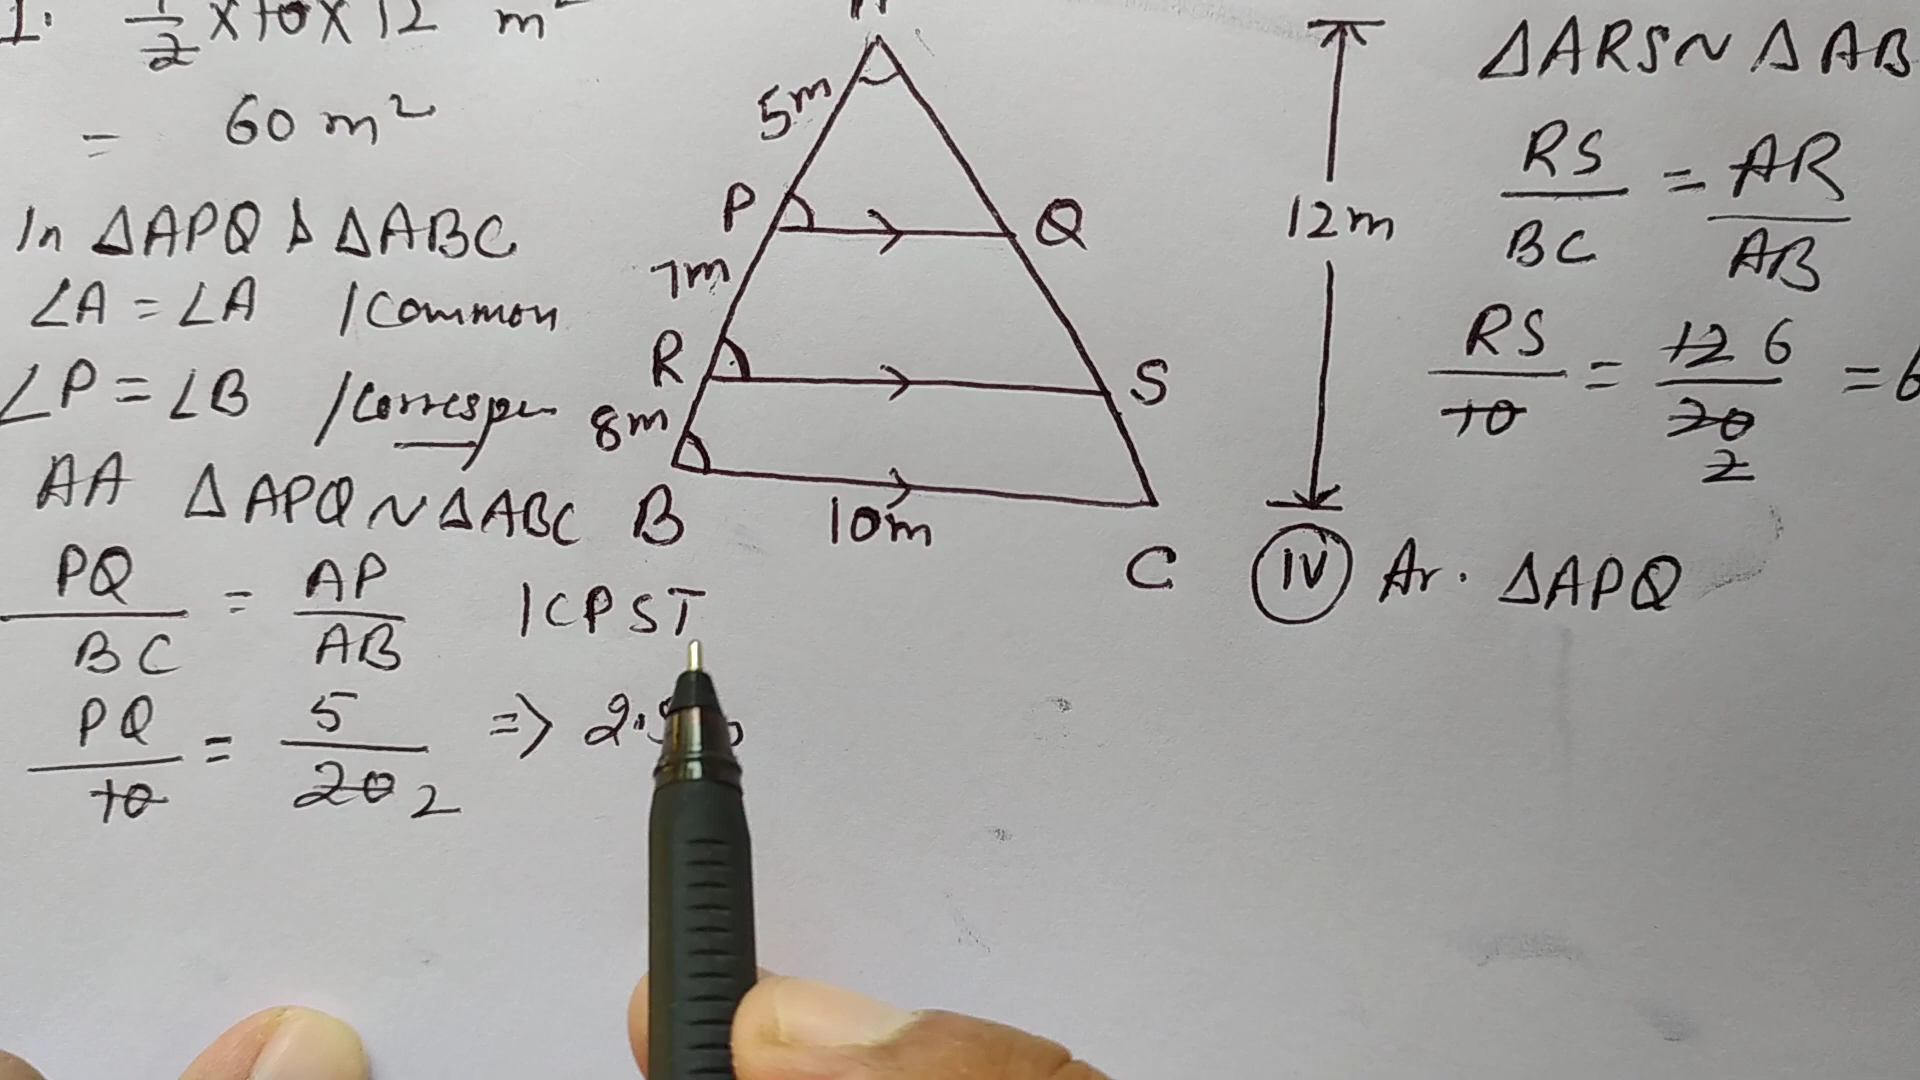 1. 1/2 x 10 x 12 m²
= 60 m²
In ΔAPQ & ΔABC
∠A = ∠A / Common
∠P = ∠B
AA ΔAPQ ~ ΔABC
PQ/BC = AP/AB | CPST
PQ/10 = 5/20 2 =>
5m
P Q
7m
R S
8m
B 10m C
12m
ΔARS ~ ΔAB
RS/BC = AR/AB
RS/10 = 12 6/20 2 = 6
IV Ar. ΔAPQ